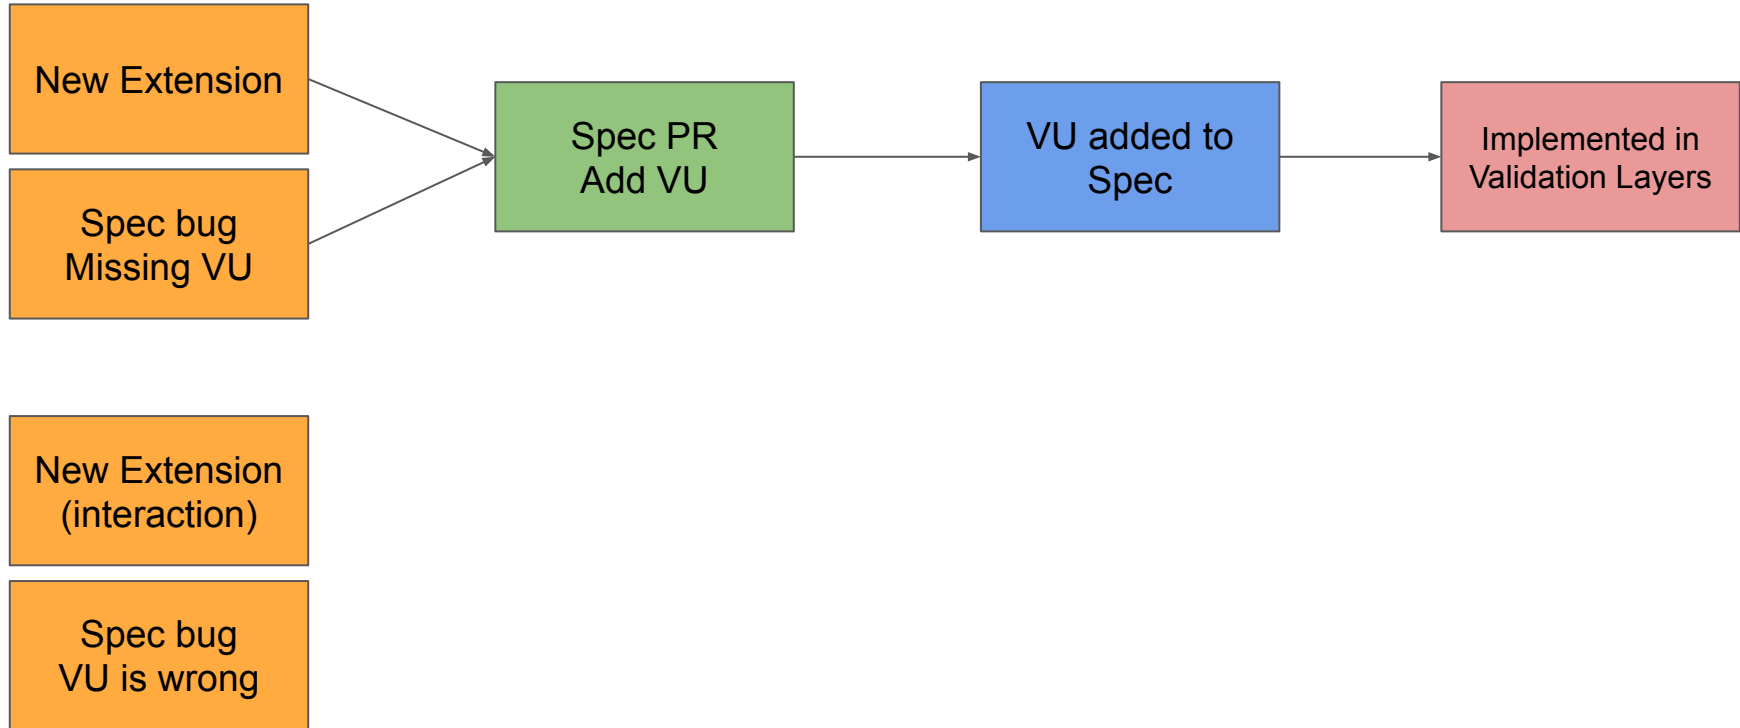 New Extension
Spec bug
Missing VU
Spec PR
Add VU
VU added to
Spec
Implemented in
Validation Layers
New Extension
(interaction)
Spec bug
VU is wrong